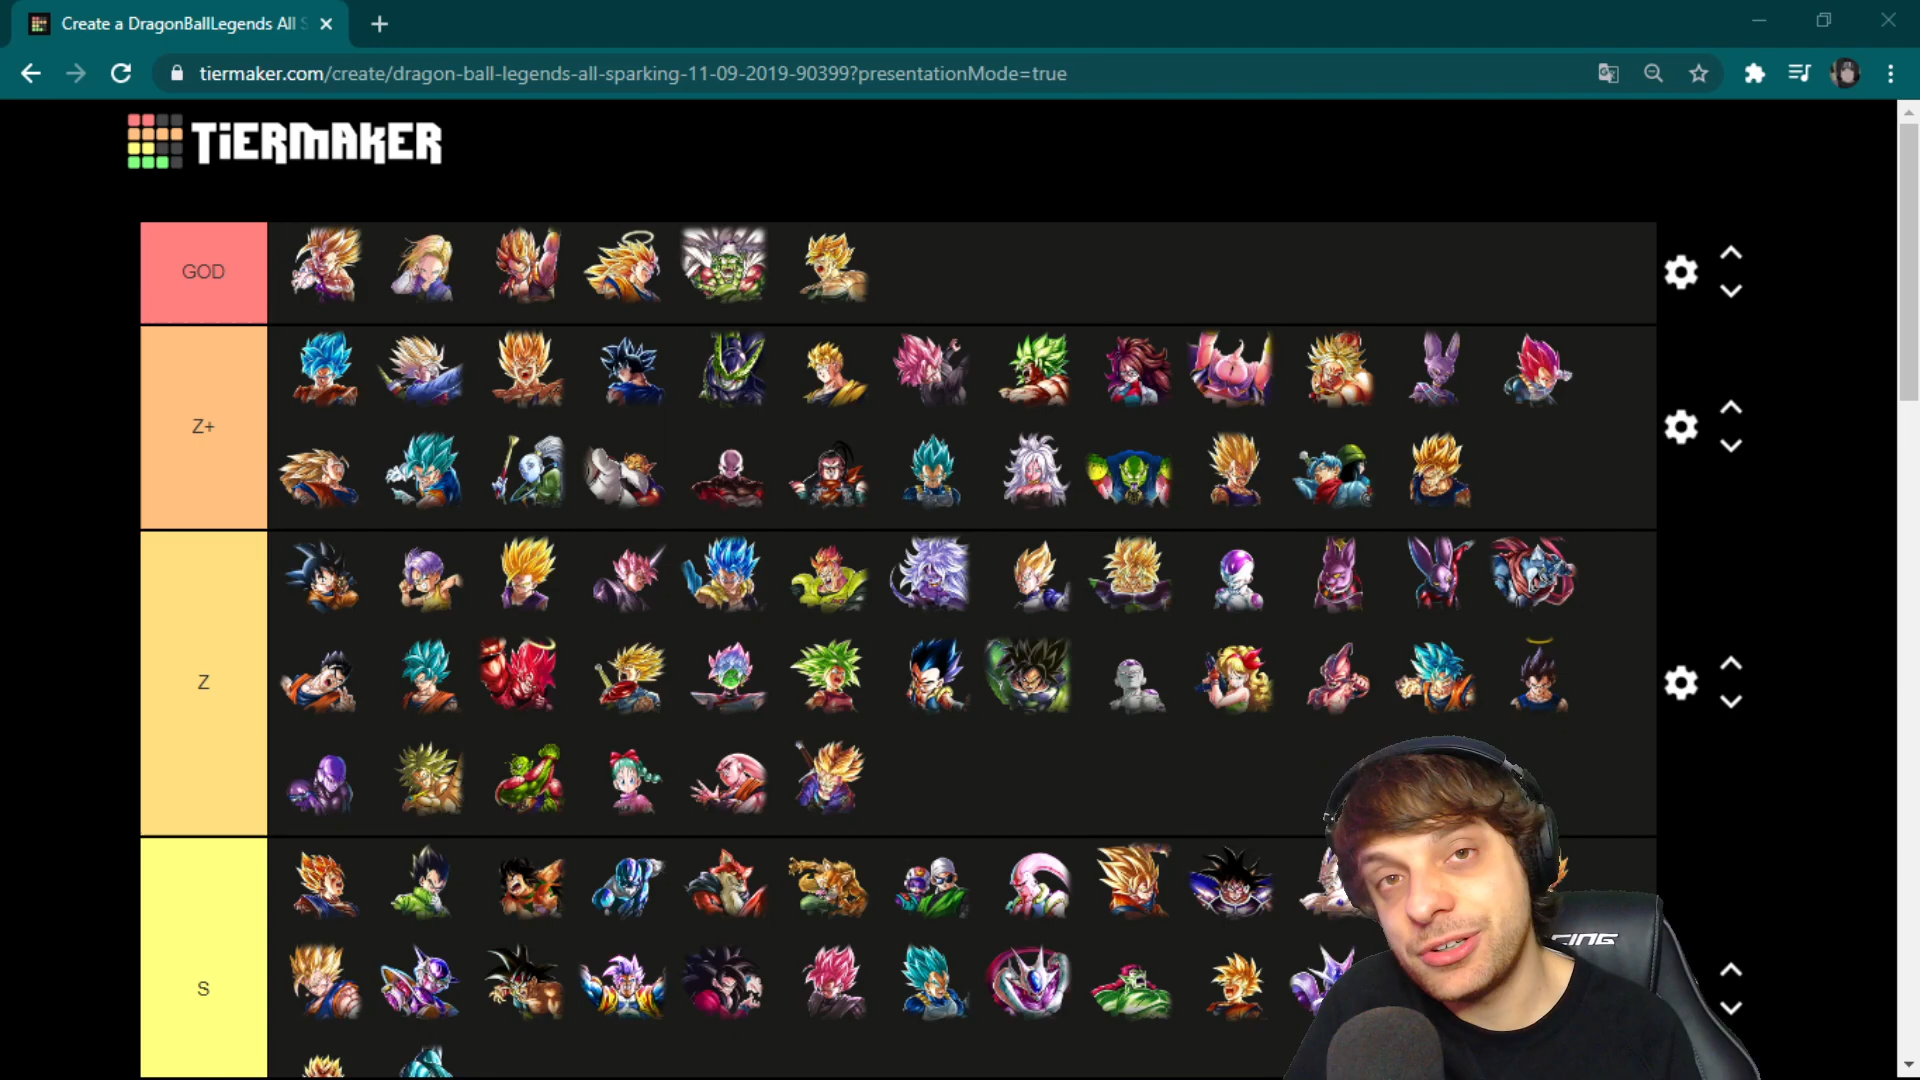 Create a DragonBallLegends All S
tiermaker.com/create/dragon-ball-legends-all-sparking-11-09-2019-90399?presentationMode=true
TiERMAKER
GOD
Z+
Z
S
CING